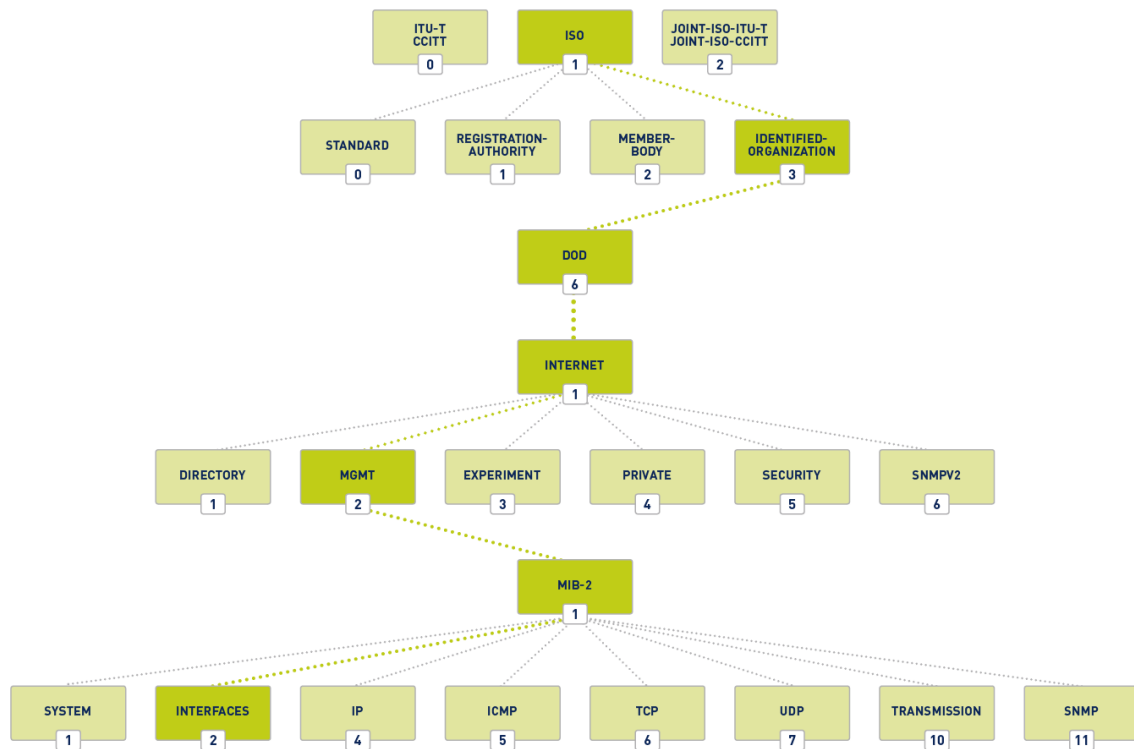 ITU-T
CCITT
0
ISO
1
JOINT-ISO-ITU-T
JOINT-ISO-CCITT
2
STANDARD
0
REGISTRATION-
AUTHORITY
1
MEMBER-
BODY
2
IDENTIFIED-
ORGANIZATION
3
DOD
6
INTERNET
1
DIRECTORY
1
MGMT
2
EXPERIMENT
3
PRIVATE
4
SECURITY
5
SNMPV2
6
MIB-2
1
SYSTEM
1
INTERFACES
2
IP
4
ICMP
5
TCP
6
UDP
7
TRANSMISSION
10
SNMP
11